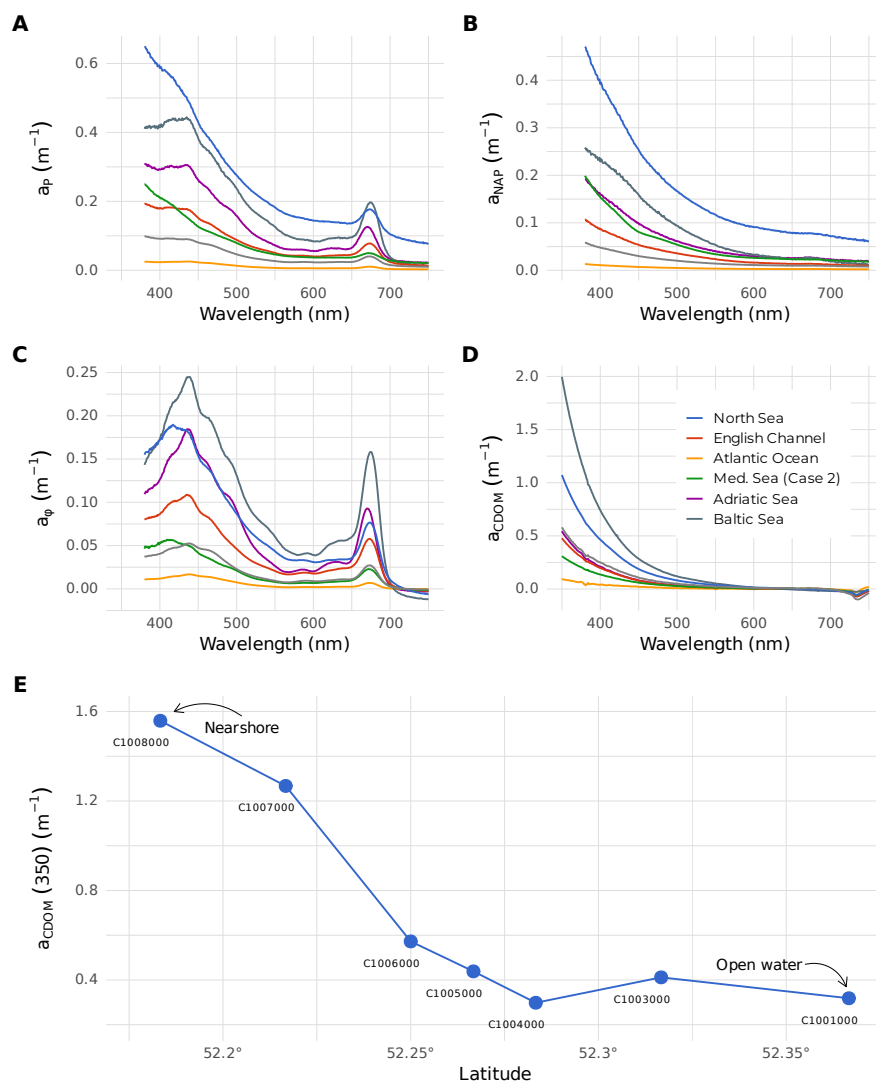 A
B
0.6
0.4
0.2
0.0
aP (m−1)
400
500
600
700
Wavelength (nm)
0.4
0.3
0.2
0.1
0.0
aNAP (m−1)
400
500
600
700
Wavelength (nm)
C
D
0.25
0.20
0.15
0.10
0.05
0.00
aφ (m−1)
400
500
600
700
Wavelength (nm)
2.0
1.5
1.0
0.5
0.0
aCDOM (m−1)
North Sea
English Channel
Atlantic Ocean
Med. Sea (Case 2)
Adriatic Sea
Baltic Sea
400
500
600
700
Wavelength (nm)
E
1.6
1.2
0.8
0.4
aCDOM (350) (m−1)
Nearshore
C1008000
C1007000
C1006000
C1005000
C1004000
C1003000
Open water
C1001000
52.2°
52.25°
52.3°
52.35°
Latitude